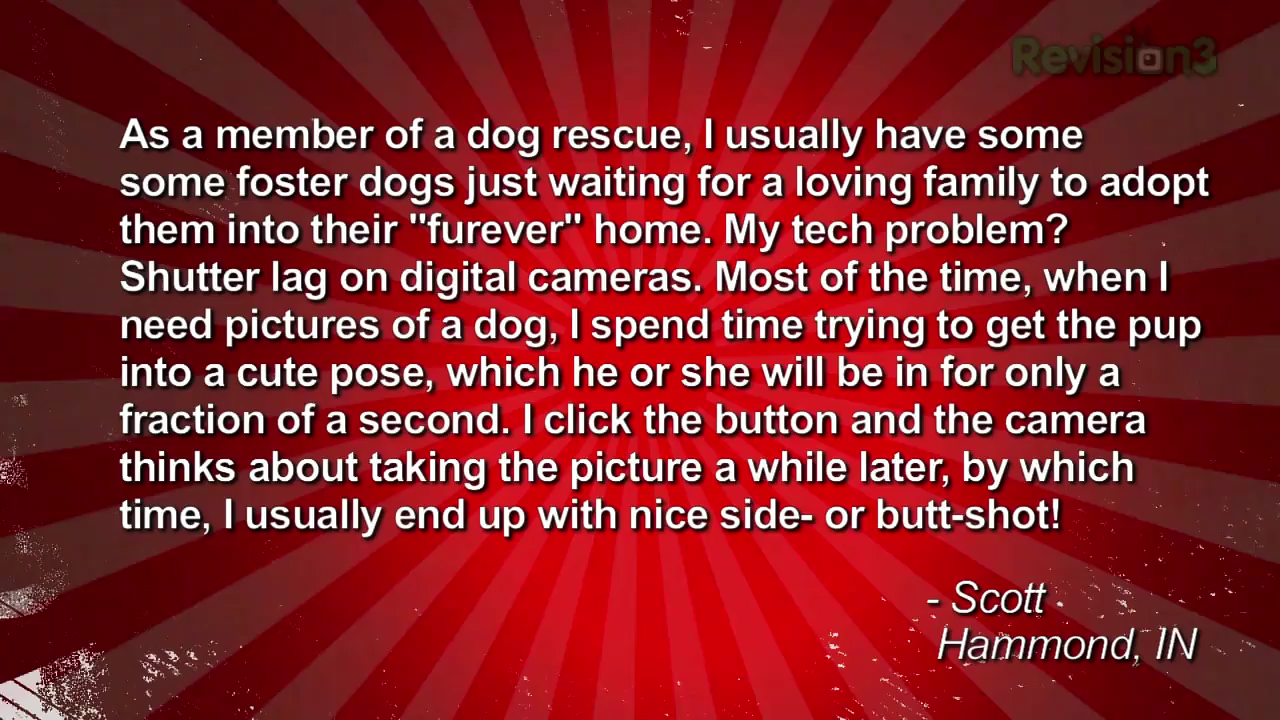 Revision3
As a member of a dog rescue, I usually have some
some foster dogs just waiting for a loving family to adopt
them into their "furever" home. My tech problem?
Shutter lag on digital cameras. Most of the time, when I
need pictures of a dog, I spend time trying to get the pup
into a cute pose, which he or she will be in for only a
fraction of a second. I click the button and the camera
thinks about taking the picture a while later, by which
time, I usually end up with nice side- or butt-shot!
- Scott
Hammond, IN